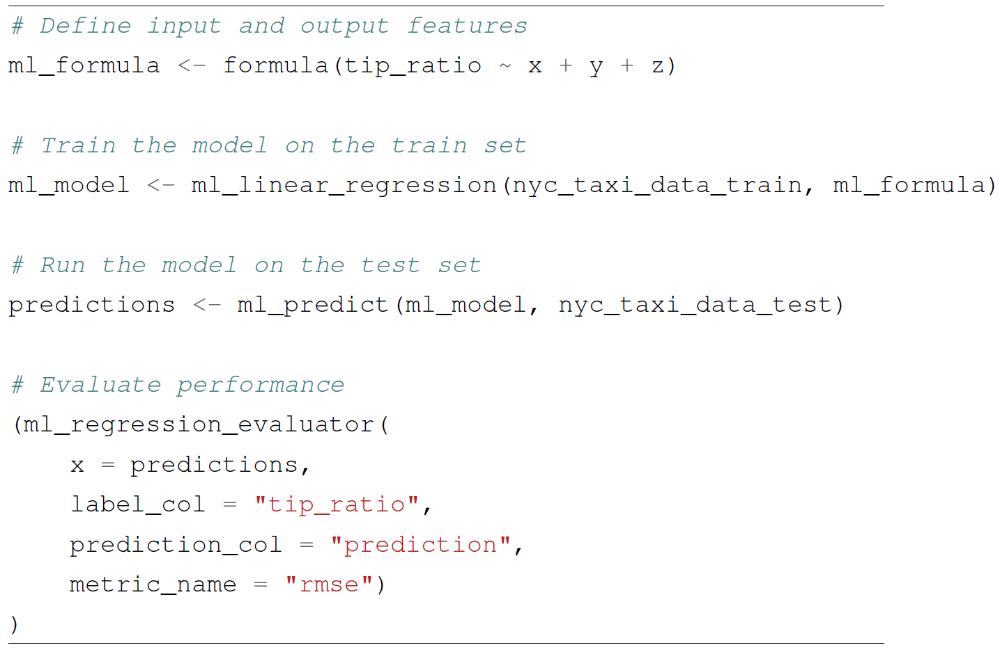 # Define input and output features
ml_formula <- formula(tip_ratio ~ x + y + z)
# Train the model on the train set
ml_model <- ml_linear_regression(nyc_taxi_data_train, ml_formula)
# Run the model on the test set
predictions <- ml_predict(ml_model, nyc_taxi_data_test)
# Evaluate performance
(ml_regression_evaluator(
    x = predictions,
    label_col = "tip_ratio",
    prediction_col = "prediction",
    metric_name = "rmse")
)